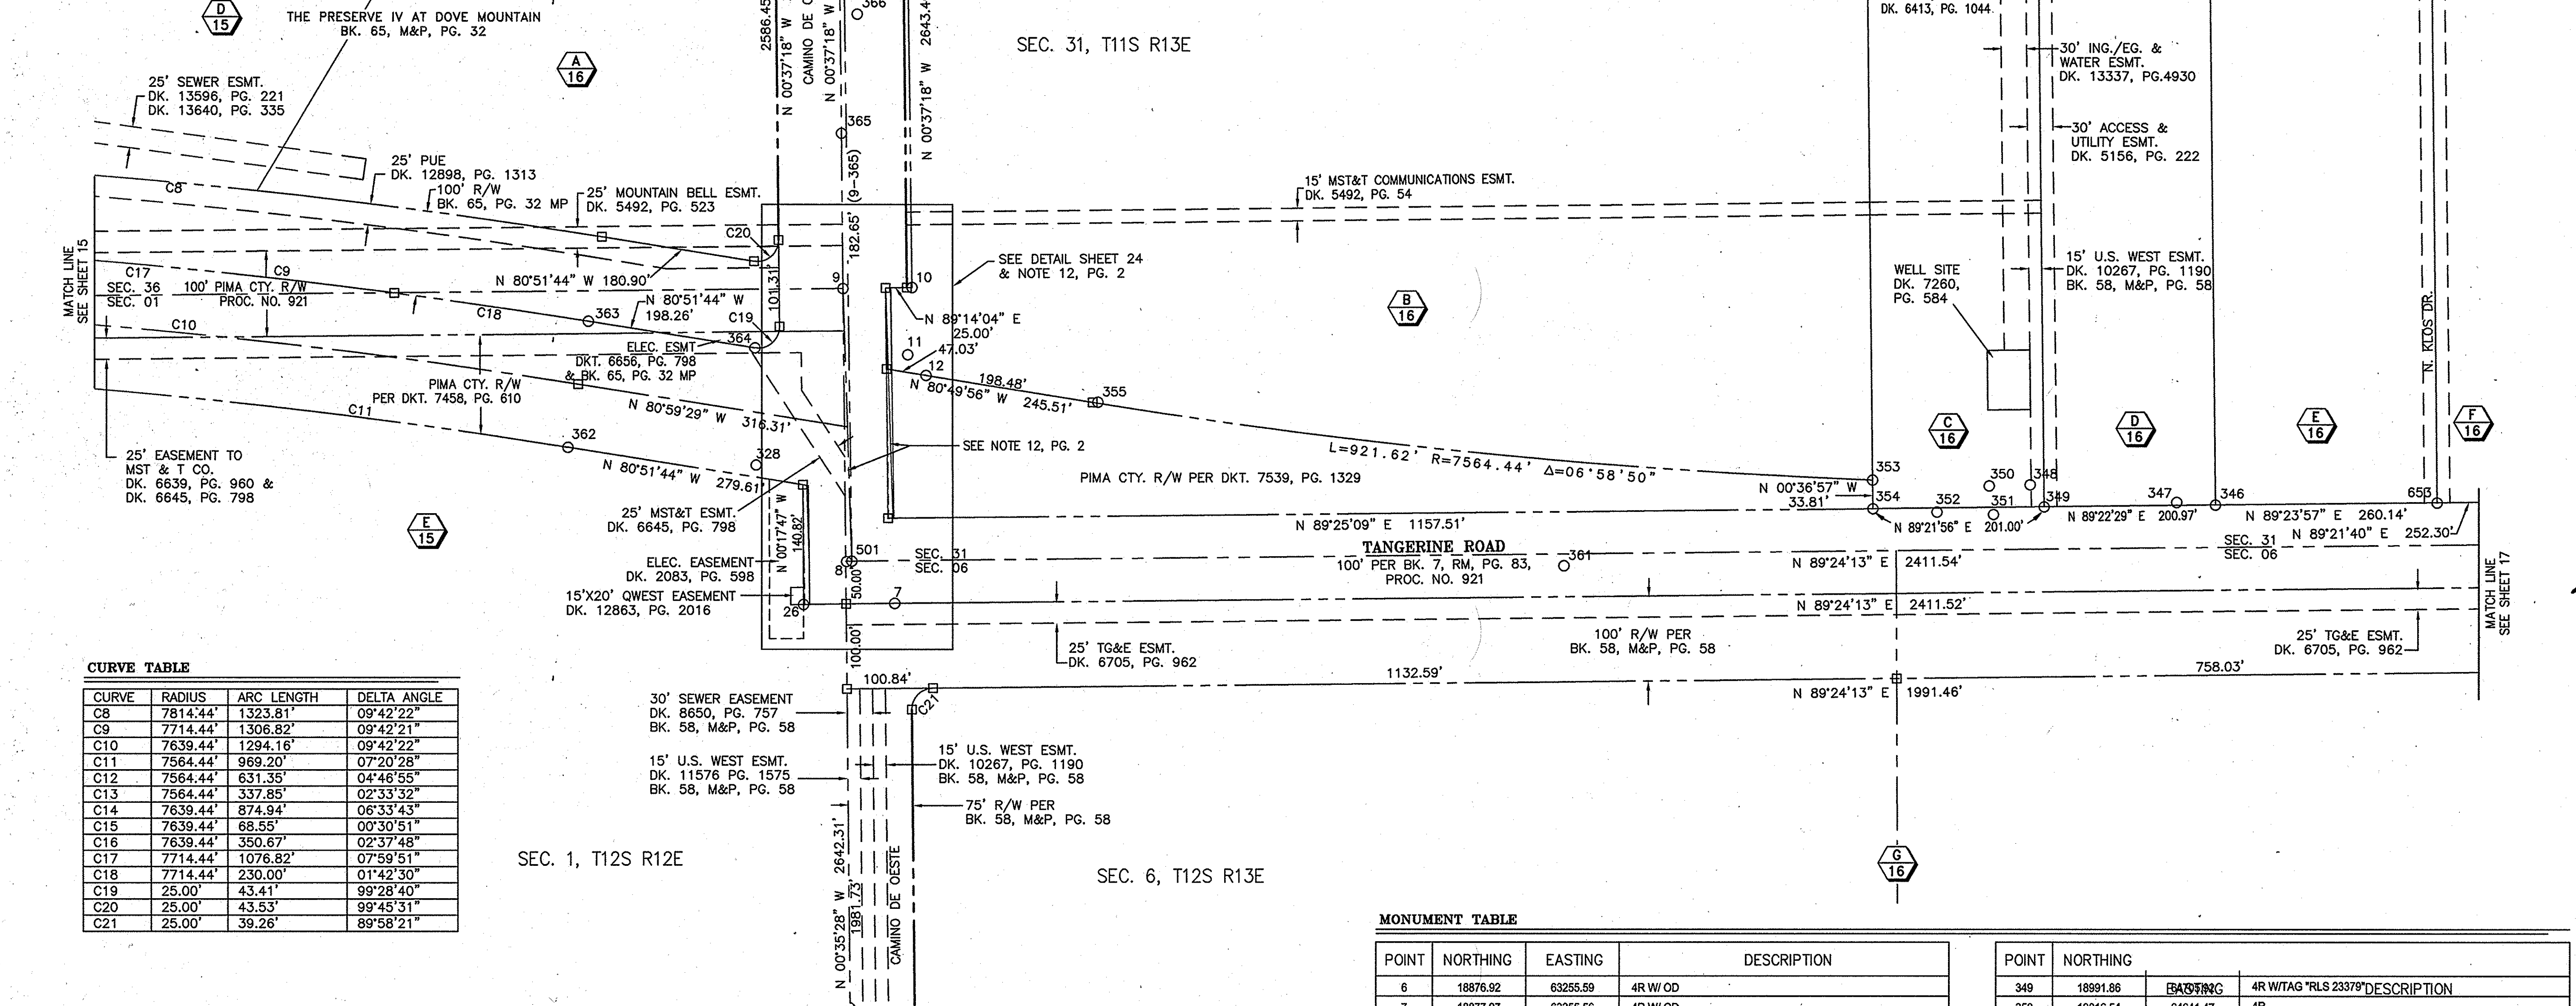 D
15
THE PRESERVE IV AT DOVE MOUNTAIN
BK. 65, M&P, PG. 32
A
16
25' SEWER ESMT.
DK. 13596, PG. 221
DK. 13640, PG. 335
25' PUE
DK. 12898, PG. 1313
100' R/W
BK. 65, PG. 32 MP
25' MOUNTAIN BELL ESMT.
DK. 5492, PG. 523
C8
C20
MATCH LINE
SEE SHEET 15
C17
C9
SEC. 36
SEC. 01
100' PIMA CTY. R/W
PROC. NO. 921
N 80°51'44" W 180.90'
N 80°51'44" W
198.26'
C18
363
C10
C19
101.31'
364
ELEC. ESMT
DKT. 6656, PG. 798
& BK. 65, PG. 32 MP
PIMA CTY. R/W
PER DKT. 7458, PG. 610
C11
N 80°59'29" W 316.31'
362
328
N 80°51'44" W 279.61'
25' EASEMENT TO
MST & T CO.
DK. 6639, PG. 960 &
DK. 6645, PG. 798
E
15
25' MST&T ESMT.
DK. 6645, PG. 798
N 00°17'47" W
140.82'
ELEC. EASEMENT
DK. 2083, PG. 598
15'X20' QWEST EASEMENT
DK. 12863, PG. 2016
26
2586.45
N 00°37'18" W
CAMINO DE O
N 00°37'18" W
366
N 00°37'18" W 2643.4
365
182.65' (9-365)
SEC. 31, T11S R13E
15' MST&T COMMUNICATIONS ESMT.
DK. 5492, PG. 54
SEE DETAIL SHEET 24
& NOTE 12, PG. 2
9
10
N 89°14'04" E
25.00'
11
47.03'
12
198.48'
N 80°49'56" W 245.51'
355
SEE NOTE 12, PG. 2
B
16
L=921.62' R=7564.44' Δ=06°58'50"
PIMA CTY. R/W PER DKT. 7539, PG. 1329
N 89°25'09" E 1157.51'
501
8
SEC. 31
SEC. 06
50.00'
7
TANGERINE ROAD
100' PER BK. 7, RM, PG. 83,
PROC. NO. 921
361
DK. 6413, PG. 1044
30' ING./EG. &
WATER ESMT.
DK. 13337, PG.4930
30' ACCESS &
UTILITY ESMT.
DK. 5156, PG. 222
15' U.S. WEST ESMT.
DK. 10267, PG. 1190
BK. 58, M&P, PG. 58
WELL SITE
DK. 7260,
PG. 584
N. KLOS DR.
C
16
D
16
E
16
F
16
353
N 00°36'57" W
33.81'
354
352
350
351
348
349
347
346
653
N 89°21'56" E 201.00'
N 89°22'29" E 200.97'
N 89°23'57" E 260.14'
N 89°21'40" E 252.30'
SEC. 31
SEC. 06
N 89°24'13" E 2411.54'
N 89°24'13" E 2411.52'
MATCH LINE
SEE SHEET 17
100.00'
25' TG&E ESMT.
DK. 6705, PG. 962
100' R/W PER
BK. 58, M&P, PG. 58
25' TG&E ESMT.
DK. 6705, PG. 962
100.84'
1132.59'
758.03'
N 89°24'13" E 1991.46'
C21
30' SEWER EASEMENT
DK. 8650, PG. 757
BK. 58, M&P, PG. 58
15' U.S. WEST ESMT.
DK. 11576 PG. 1575
BK. 58, M&P, PG. 58
15' U.S. WEST ESMT.
DK. 10267, PG. 1190
BK. 58, M&P, PG. 58
75' R/W PER
BK. 58, M&P, PG. 58
N 00°35'28" W 2642.31'
1981.73'
CAMINO DE OESTE
SEC. 1, T12S R12E
SEC. 6, T12S R13E
G
16
CURVE TABLE
CURVE RADIUS ARC LENGTH DELTA ANGLE
C8 7814.44' 1323.81' 09°42'22"
C9 7714.44' 1306.82' 09°42'21"
C10 7639.44' 1294.16' 09°42'22"
C11 7564.44' 969.20' 07°20'28"
C12 7564.44' 631.35' 04°46'55"
C13 7564.44' 337.85' 02°33'32"
C14 7639.44' 874.94' 06°33'43"
C15 7639.44' 68.55' 00°30'51"
C16 7639.44' 350.67' 02°37'48"
C17 7714.44' 1076.82' 07°59'51"
C18 7714.44' 230.00' 01°42'30"
C19 25.00' 43.41' 99°28'40"
C20 25.00' 43.53' 99°45'31"
C21 25.00' 39.26' 89°58'21"
MONUMENT TABLE
POINT NORTHING EASTING DESCRIPTION
6 18876.92 63255.59 4R W/ OD
POINT NORTHING EASTING DESCRIPTION
349 18991.86 4R W/TAG "RLS 23379"